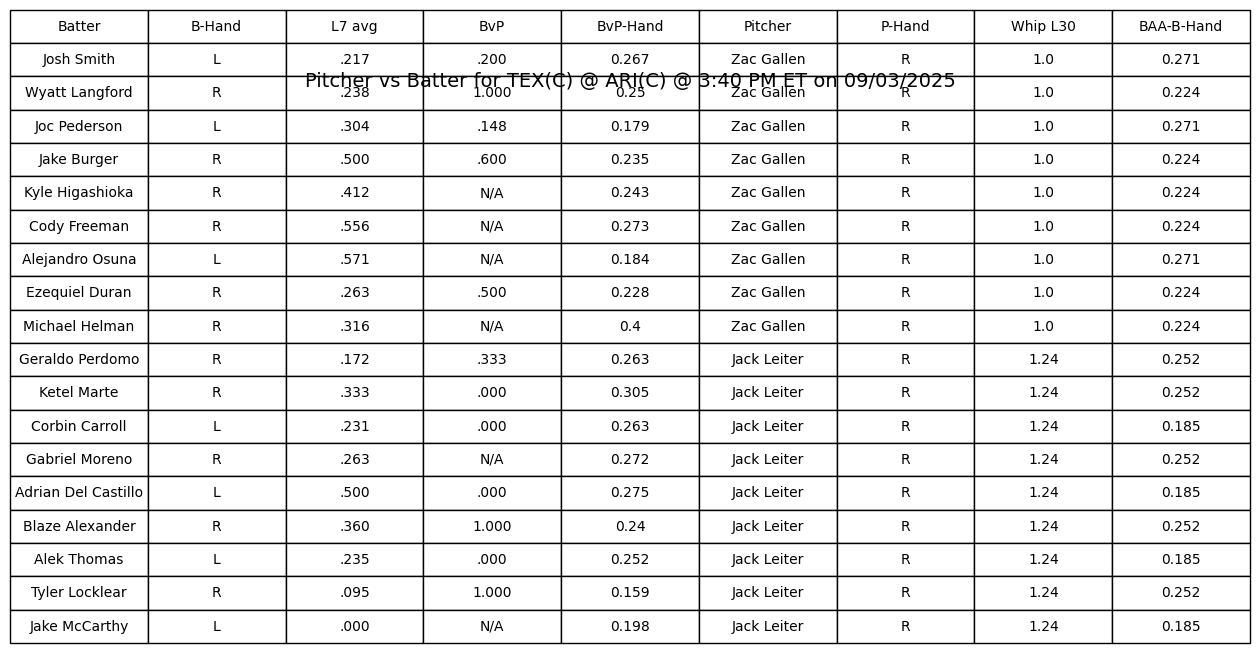 Batter B-Hand L7 avg BvP BvP-Hand Pitcher P-Hand Whip L30 BAA-B-Hand
Josh Smith L .217 .200 0.267 Zac Gallen R 1.0 0.271
Pitcher vs Batter for TEX(C) @ ARI(C) @ 3:40 PM ET on 09/03/2025
Wyatt Langford R .238 1.000 0.25 Zac Gallen R 1.0 0.224
Joc Pederson L .304 .148 0.179 Zac Gallen R 1.0 0.271
Jake Burger R .500 .600 0.235 Zac Gallen R 1.0 0.224
Kyle Higashioka R .412 N/A 0.243 Zac Gallen R 1.0 0.224
Cody Freeman R .556 N/A 0.273 Zac Gallen R 1.0 0.224
Alejandro Osuna L .571 N/A 0.184 Zac Gallen R 1.0 0.271
Ezequiel Duran R .263 .500 0.228 Zac Gallen R 1.0 0.224
Michael Helman R .316 N/A 0.4 Zac Gallen R 1.0 0.224
Geraldo Perdomo R .172 .333 0.263 Jack Leiter R 1.24 0.252
Ketel Marte R .333 .000 0.305 Jack Leiter R 1.24 0.252
Corbin Carroll L .231 .000 0.263 Jack Leiter R 1.24 0.185
Gabriel Moreno R .263 N/A 0.272 Jack Leiter R 1.24 0.252
Adrian Del Castillo L .500 .000 0.275 Jack Leiter R 1.24 0.185
Blaze Alexander R .360 1.000 0.24 Jack Leiter R 1.24 0.252
Alek Thomas L .235 .000 0.252 Jack Leiter R 1.24 0.185
Tyler Locklear R .095 1.000 0.159 Jack Leiter R 1.24 0.252
Jake McCarthy L .000 N/A 0.198 Jack Leiter R 1.24 0.185